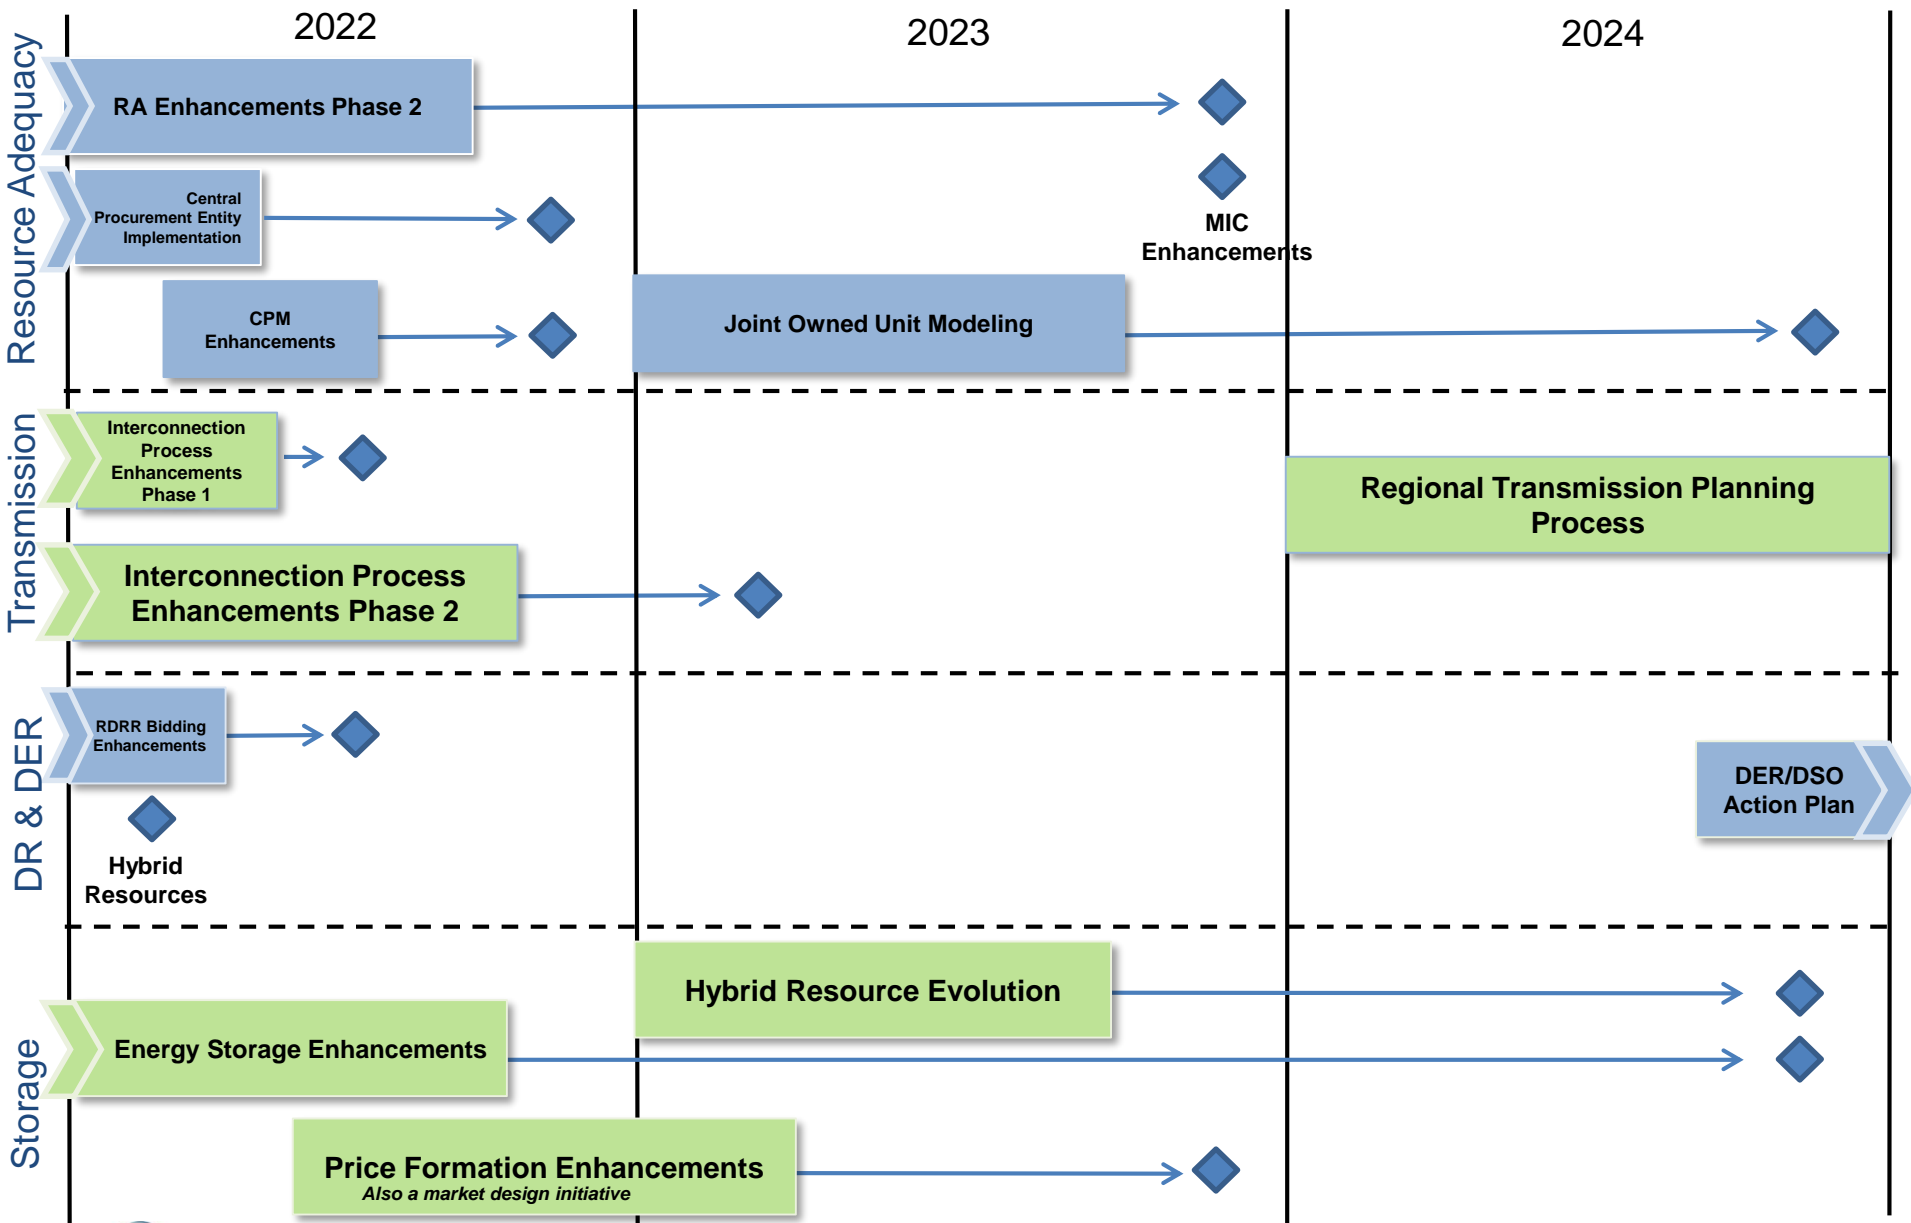 2022
2023
2024
Resource Adequacy
RA Enhancements Phase 2
Central
Procurement Entity
Implementation
MIC
Enhancements
CPM
Enhancements
Joint Owned Unit Modeling
Transmission
Interconnection
Process
Enhancements
Phase 1
Regional Transmission Planning
Process
Interconnection Process
Enhancements Phase 2
DR & DER
RDRR Bidding
Enhancements
DER/DSO
Action Plan
Hybrid
Resources
Storage
Hybrid Resource Evolution
Energy Storage Enhancements
Price Formation Enhancements
Also a market design initiative